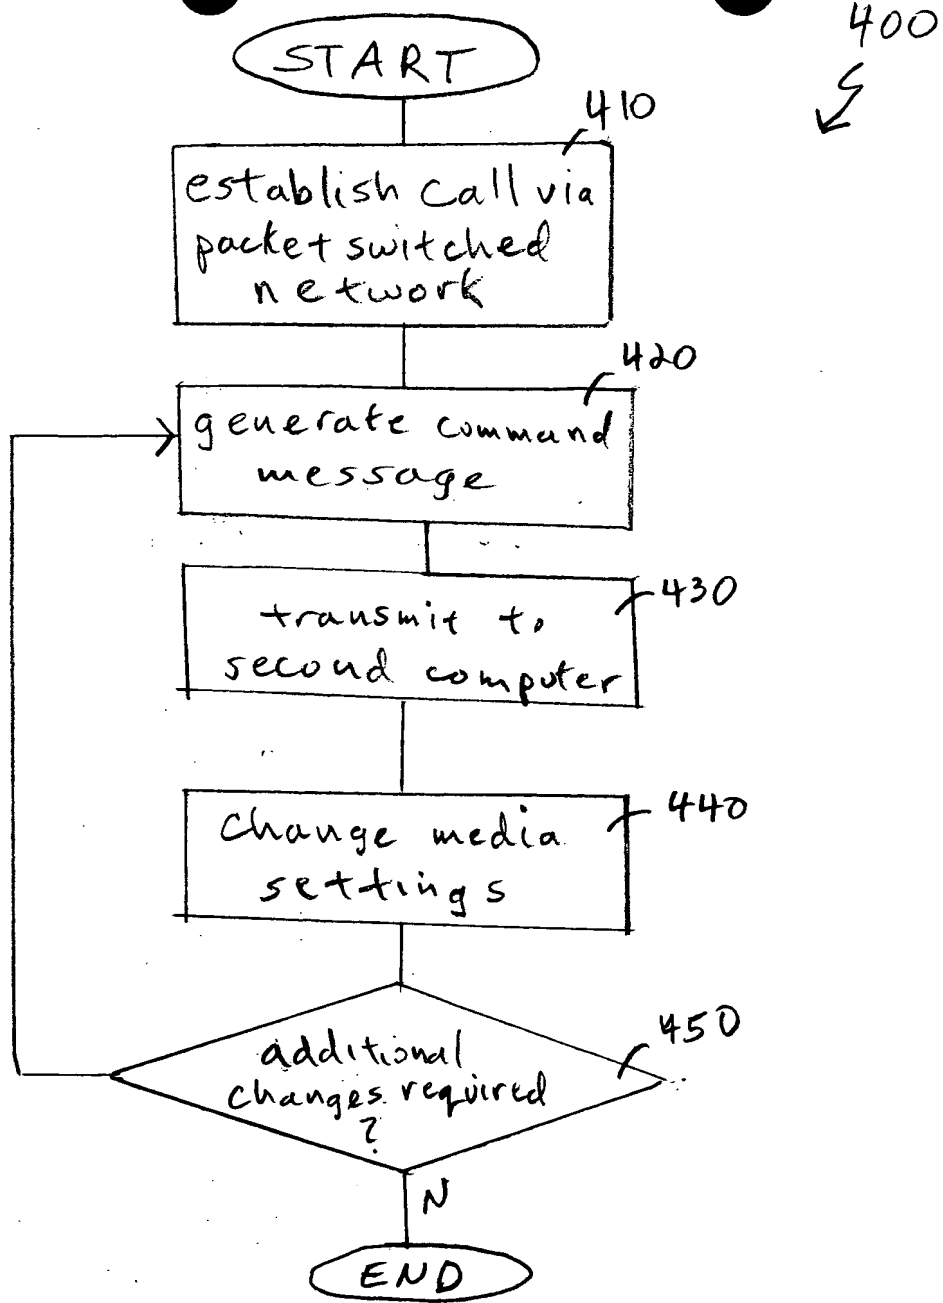 400
START
410
establish call via
packet switched
network
420
generate command
message
430
transmit to
second computer
440
change media
settings
450
additional
changes required
?
N
END